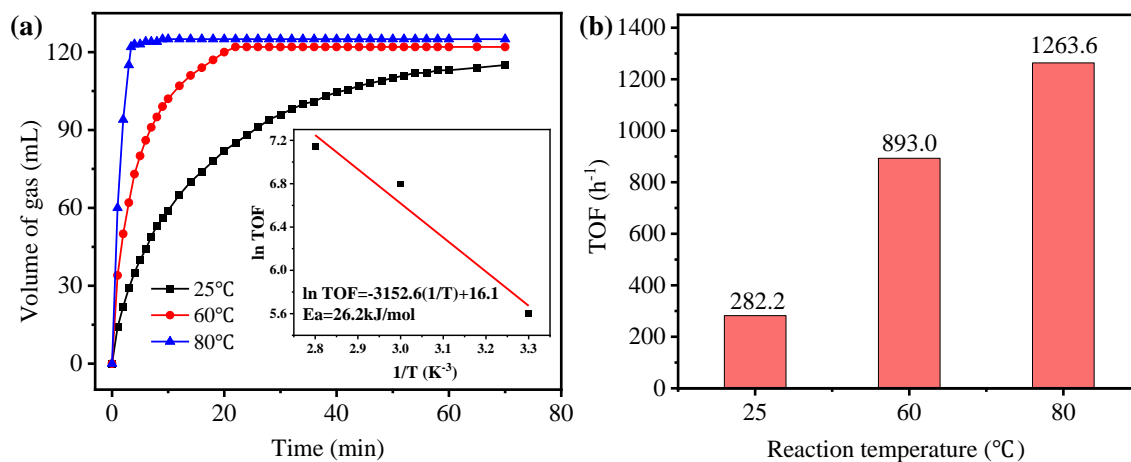 (a)
Volume of gas (mL)
120
90
60
30
0
25℃
60℃
80℃
0 20 40 60 80
Time (min)
ln TOF
7.2
6.8
6.4
6.0
5.6
ln TOF=-3152.6(1/T)+16.1
Ea=26.2kJ/mol
2.8 2.9 3.0 3.1 3.2 3.3
1/T (K⁻³)
(b)
TOF (h⁻¹)
1400
1200
1000
800
600
400
200
0
282.2
893.0
1263.6
25 60 80
Reaction temperature (℃)